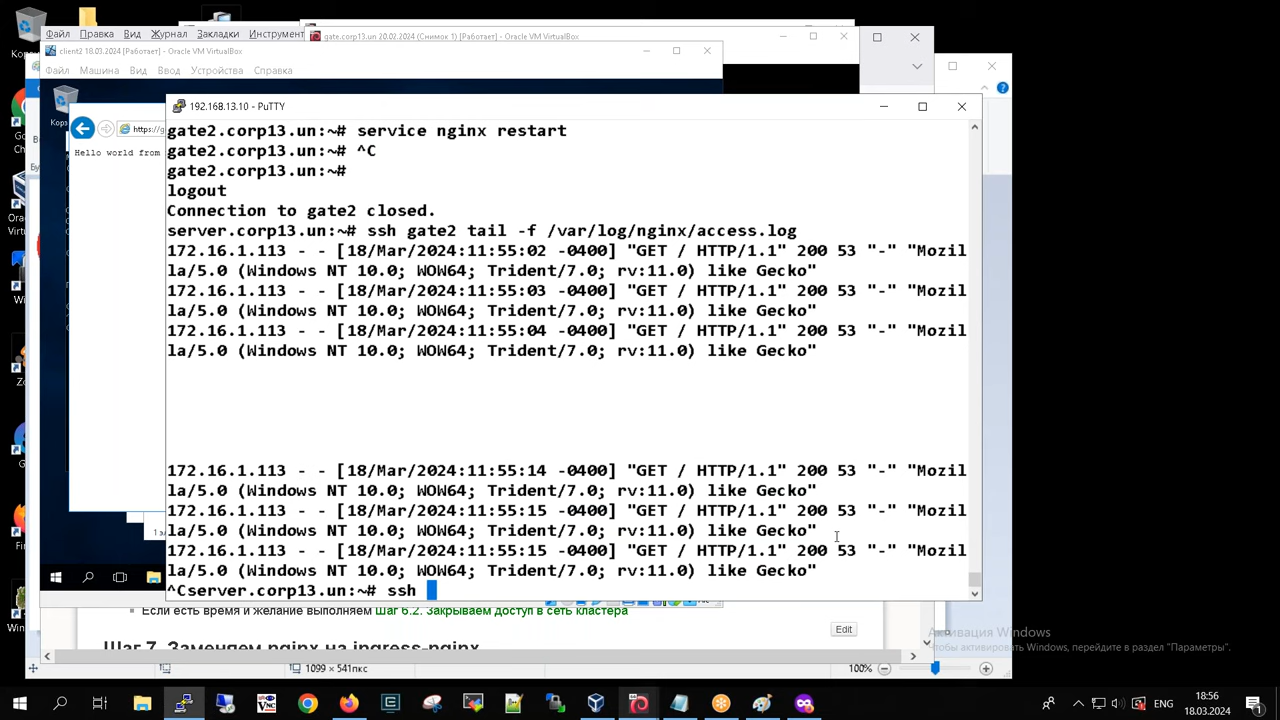 Файл Правка Вид Журнал Закладки Инструмент
gate.corp13.un 20.02.2024 (Снимок 1) [Работает] - Oracle VM VirtualBox
client2 18.03.2024 [Работает] - Oracle VM VirtualBox
Файл Машина Вид Ввод Устройства Справка
192.168.13.10 - PuTTY
https://g
Hello world from
gate2.corp13.un:~# service nginx restart
gate2.corp13.un:~# ^C
gate2.corp13.un:~#
logout
Connection to gate2 closed.
server.corp13.un:~# ssh gate2 tail -f /var/log/nginx/access.log
172.16.1.113 - - [18/Mar/2024:11:55:02 -0400] "GET / HTTP/1.1" 200 53 "-" "Mozil
la/5.0 (Windows NT 10.0; WOW64; Trident/7.0; rv:11.0) like Gecko"
172.16.1.113 - - [18/Mar/2024:11:55:03 -0400] "GET / HTTP/1.1" 200 53 "-" "Mozil
la/5.0 (Windows NT 10.0; WOW64; Trident/7.0; rv:11.0) like Gecko"
172.16.1.113 - - [18/Mar/2024:11:55:04 -0400] "GET / HTTP/1.1" 200 53 "-" "Mozil
la/5.0 (Windows NT 10.0; WOW64; Trident/7.0; rv:11.0) like Gecko"
172.16.1.113 - - [18/Mar/2024:11:55:14 -0400] "GET / HTTP/1.1" 200 53 "-" "Mozil
la/5.0 (Windows NT 10.0; WOW64; Trident/7.0; rv:11.0) like Gecko"
172.16.1.113 - - [18/Mar/2024:11:55:15 -0400] "GET / HTTP/1.1" 200 53 "-" "Mozil
la/5.0 (Windows NT 10.0; WOW64; Trident/7.0; rv:11.0) like Gecko"
172.16.1.113 - - [18/Mar/2024:11:55:15 -0400] "GET / HTTP/1.1" 200 53 "-" "Mozil
la/5.0 (Windows NT 10.0; WOW64; Trident/7.0; rv:11.0) like Gecko"
^Cserver.corp13.un:~# ssh
Если есть время и желание выполняем Шаг 6.2. Закрываем доступ в сеть кластера
Edit
Шаг 7. Заменяем nginx на ingress-nginx
Активация Windows
Чтобы активировать Windows, перейдите в раздел "Параметры".
1099 × 541пкс
100%
ENG
18:56
18.03.2024